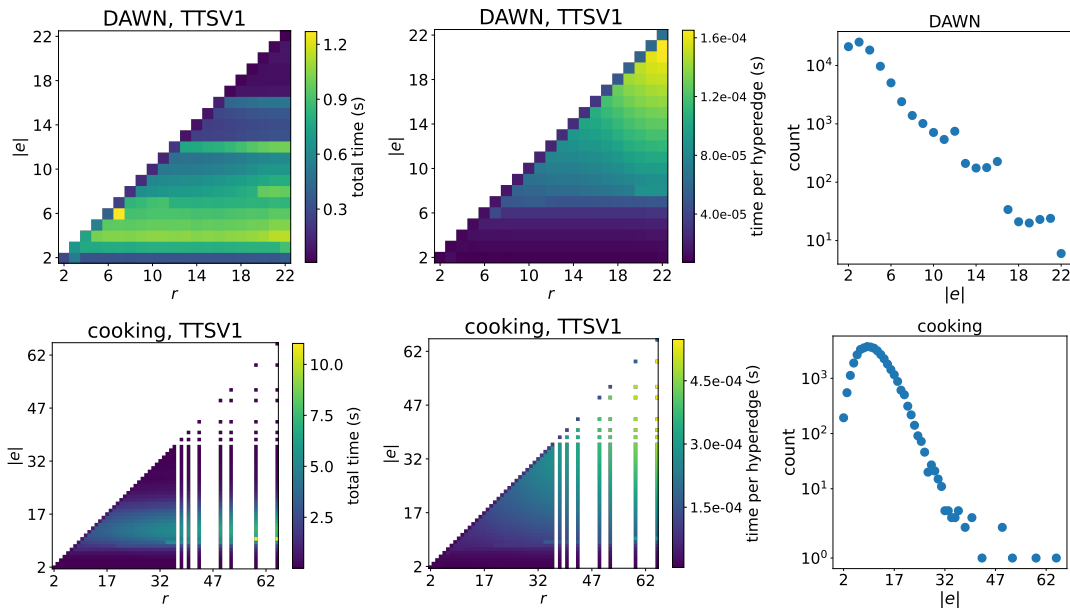 DAWN, TTSV1
22
18
14
10
6
2
|e|
2 6 10 14 18 22
r
1.2
0.9
0.6
0.3
total time (s)
DAWN, TTSV1
22
18
14
10
6
2
|e|
2 6 10 14 18 22
r
1.6e-04
1.2e-04
8.0e-05
4.0e-05
time per hyperedge (s)
DAWN
10^4
10^3
10^2
10^1
count
2 6 10 14 18 22
|e|
cooking, TTSV1
62
47
32
17
2
|e|
2 17 32 47 62
r
10.0
7.5
5.0
2.5
total time (s)
cooking, TTSV1
62
47
32
17
2
|e|
2 17 32 47 62
r
4.5e-04
3.0e-04
1.5e-04
time per hyperedge (s)
cooking
10^3
10^2
10^1
10^0
count
2 17 32 47 62
|e|